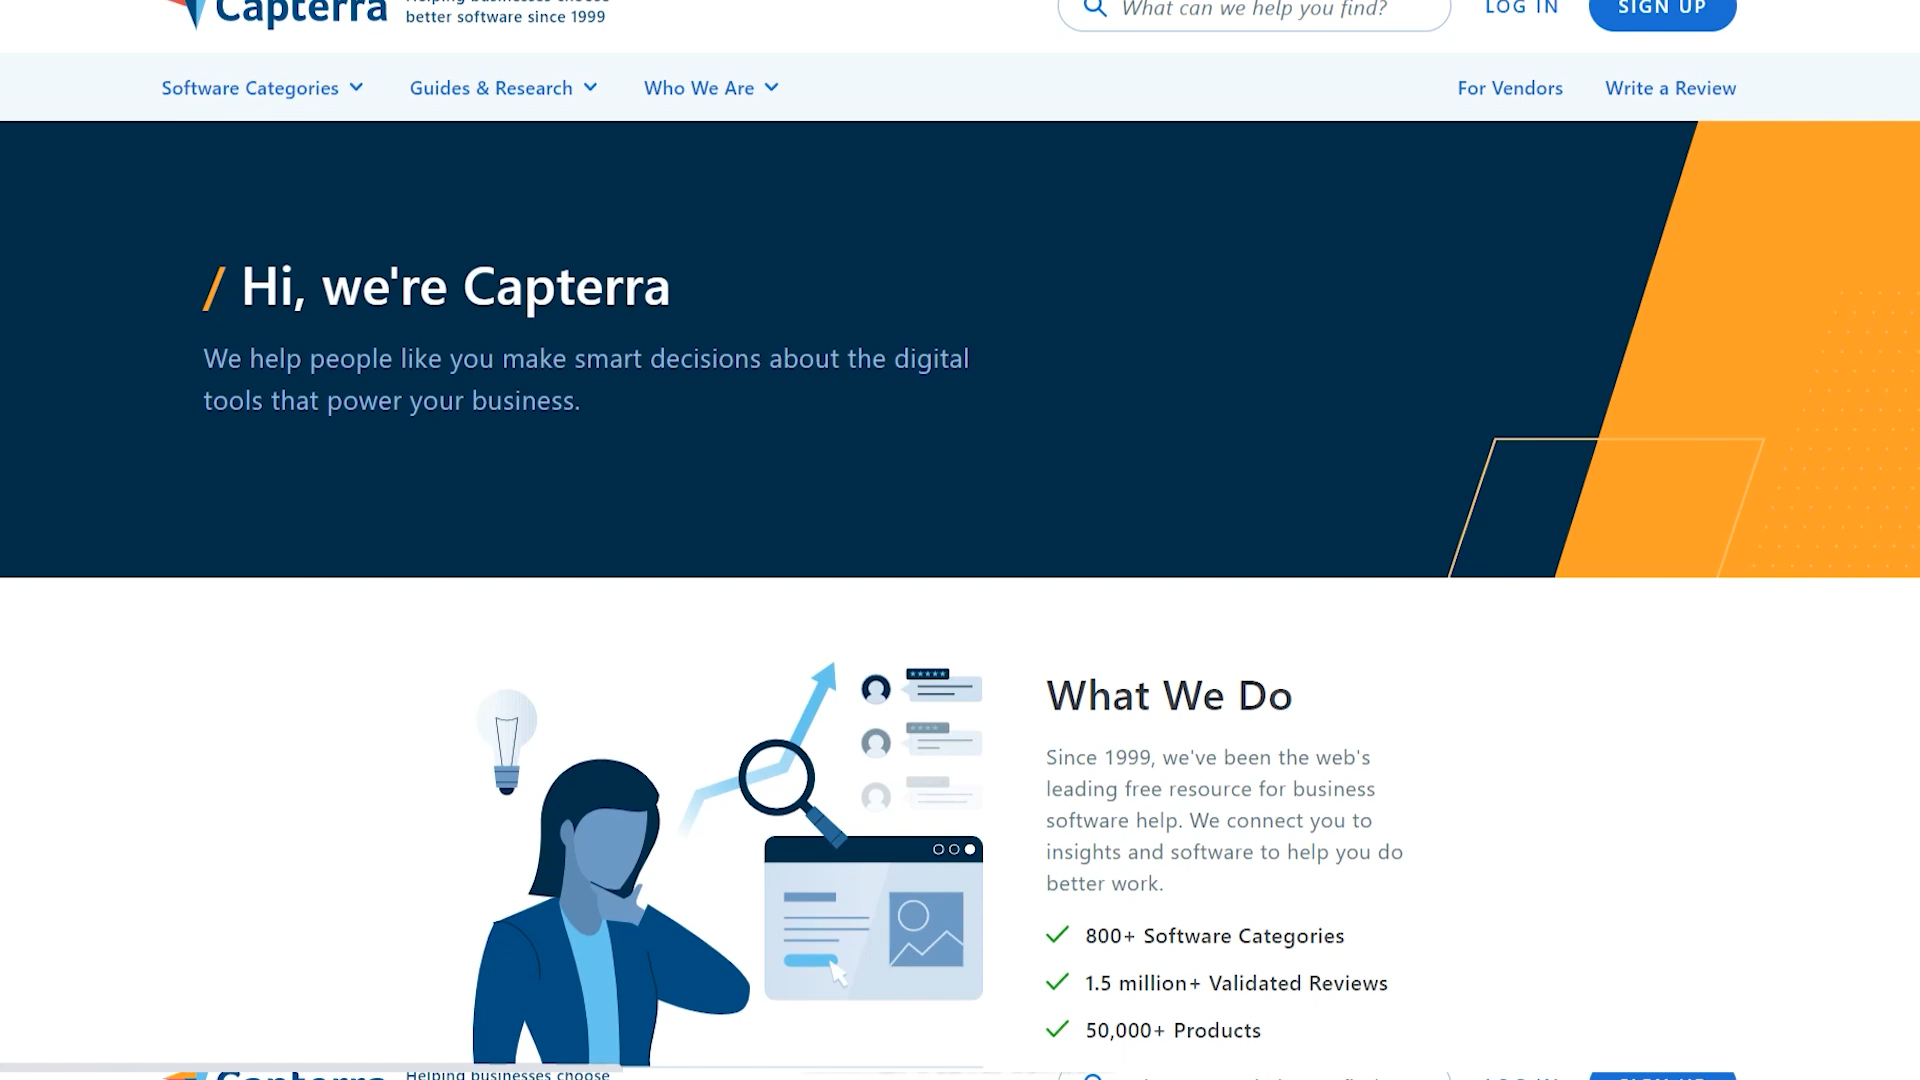 Capterra
Helping businesses choose
better software since 1999
What can we help you find?
LOG IN
SIGN UP
Software Categories
Guides & Research
Who We Are
For Vendors
Write a Review
/ Hi, we're Capterra
We help people like you make smart decisions about the digital
tools that power your business.
What We Do
Since 1999, we've been the web's
leading free resource for business
software help. We connect you to
insights and software to help you do
better work.
800+ Software Categories
1.5 million+ Validated Reviews
50,000+ Products
Capterra
Helping businesses choose